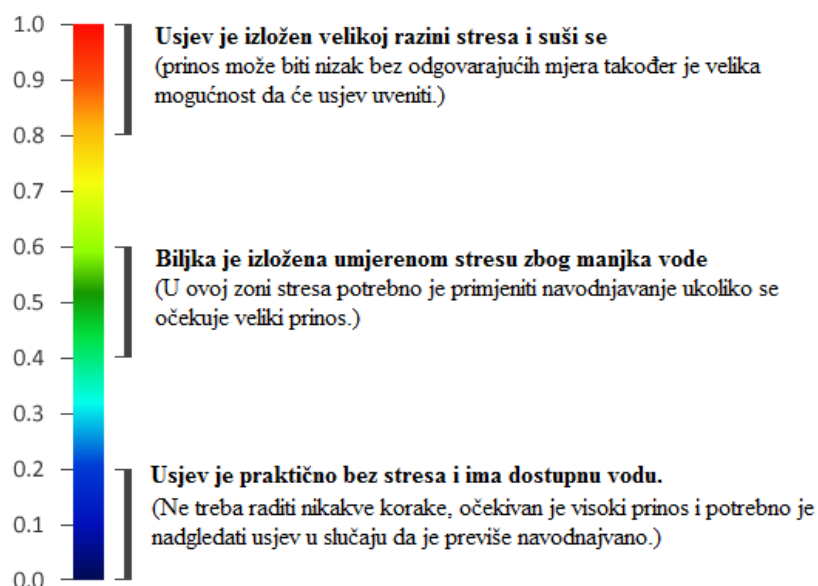 1.0
Usjev je izložen velikoj razini stresa i suši se
(prinos može biti nizak bez odgovarajućih mjera također je velika
mogućnost da će usjev uveniti.)
0.9
0.8
0.7
0.6
Biljka je izložena umjerenom stresu zbog manjka vode
(U ovoj zoni stresa potrebno je primjeniti navodnjavanje ukoliko se
očekuje veliki prinos.)
0.5
0.4
0.3
0.2
Usjev je praktično bez stresa i ima dostupnu vodu.
(Ne treba raditi nikakve korake, očekivan je visoki prinos i potrebno je
nadgledati usjev u slučaju da je previše navodnajvano.)
0.1
0.0